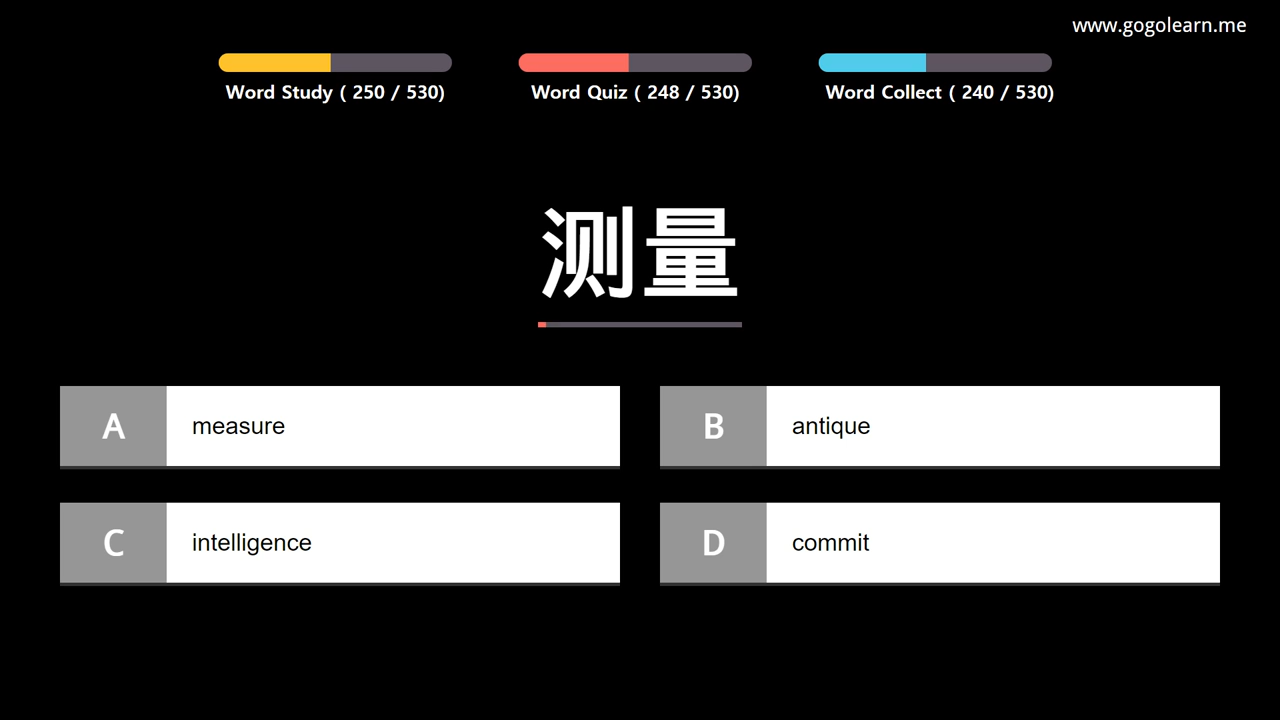 www.gogolearn.me
Word Study ( 250 / 530)
Word Quiz ( 248 / 530)
Word Collect ( 240 / 530)
测量
A
measure
B
antique
C
intelligence
D
commit